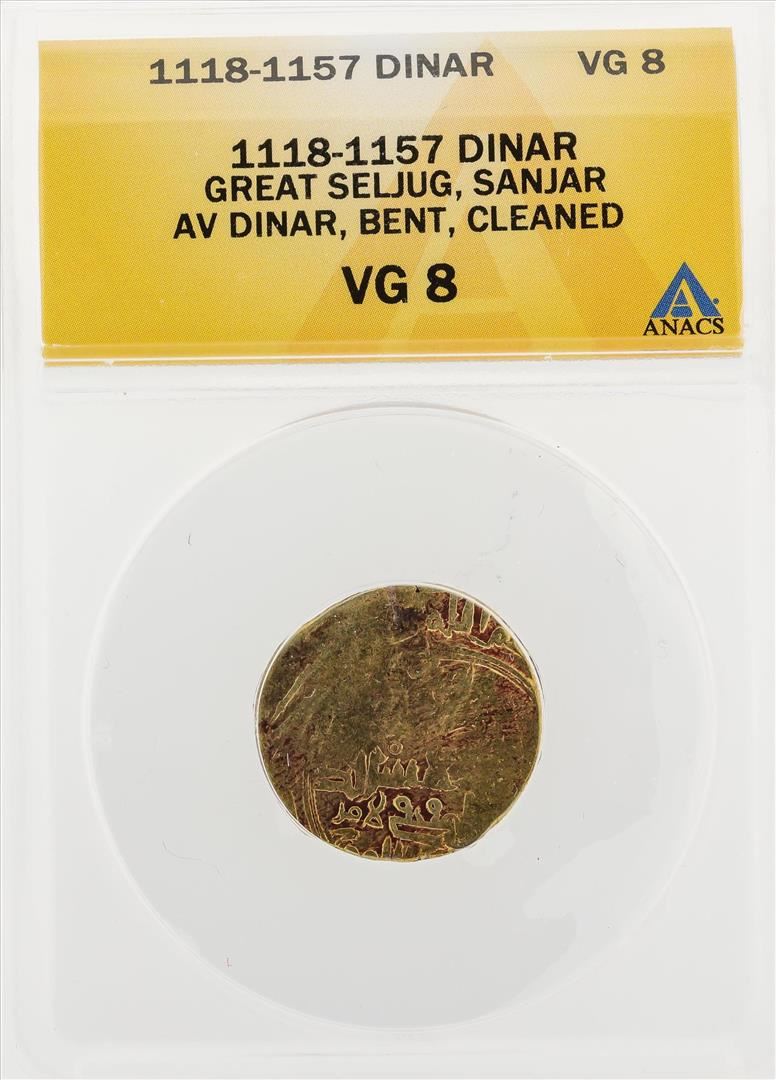 1118-1157 DINAR VG 8
1118-1157 DINAR
GREAT SELJUG, SANJAR
AV DINAR, BENT, CLEANED
VG 8
ANACS